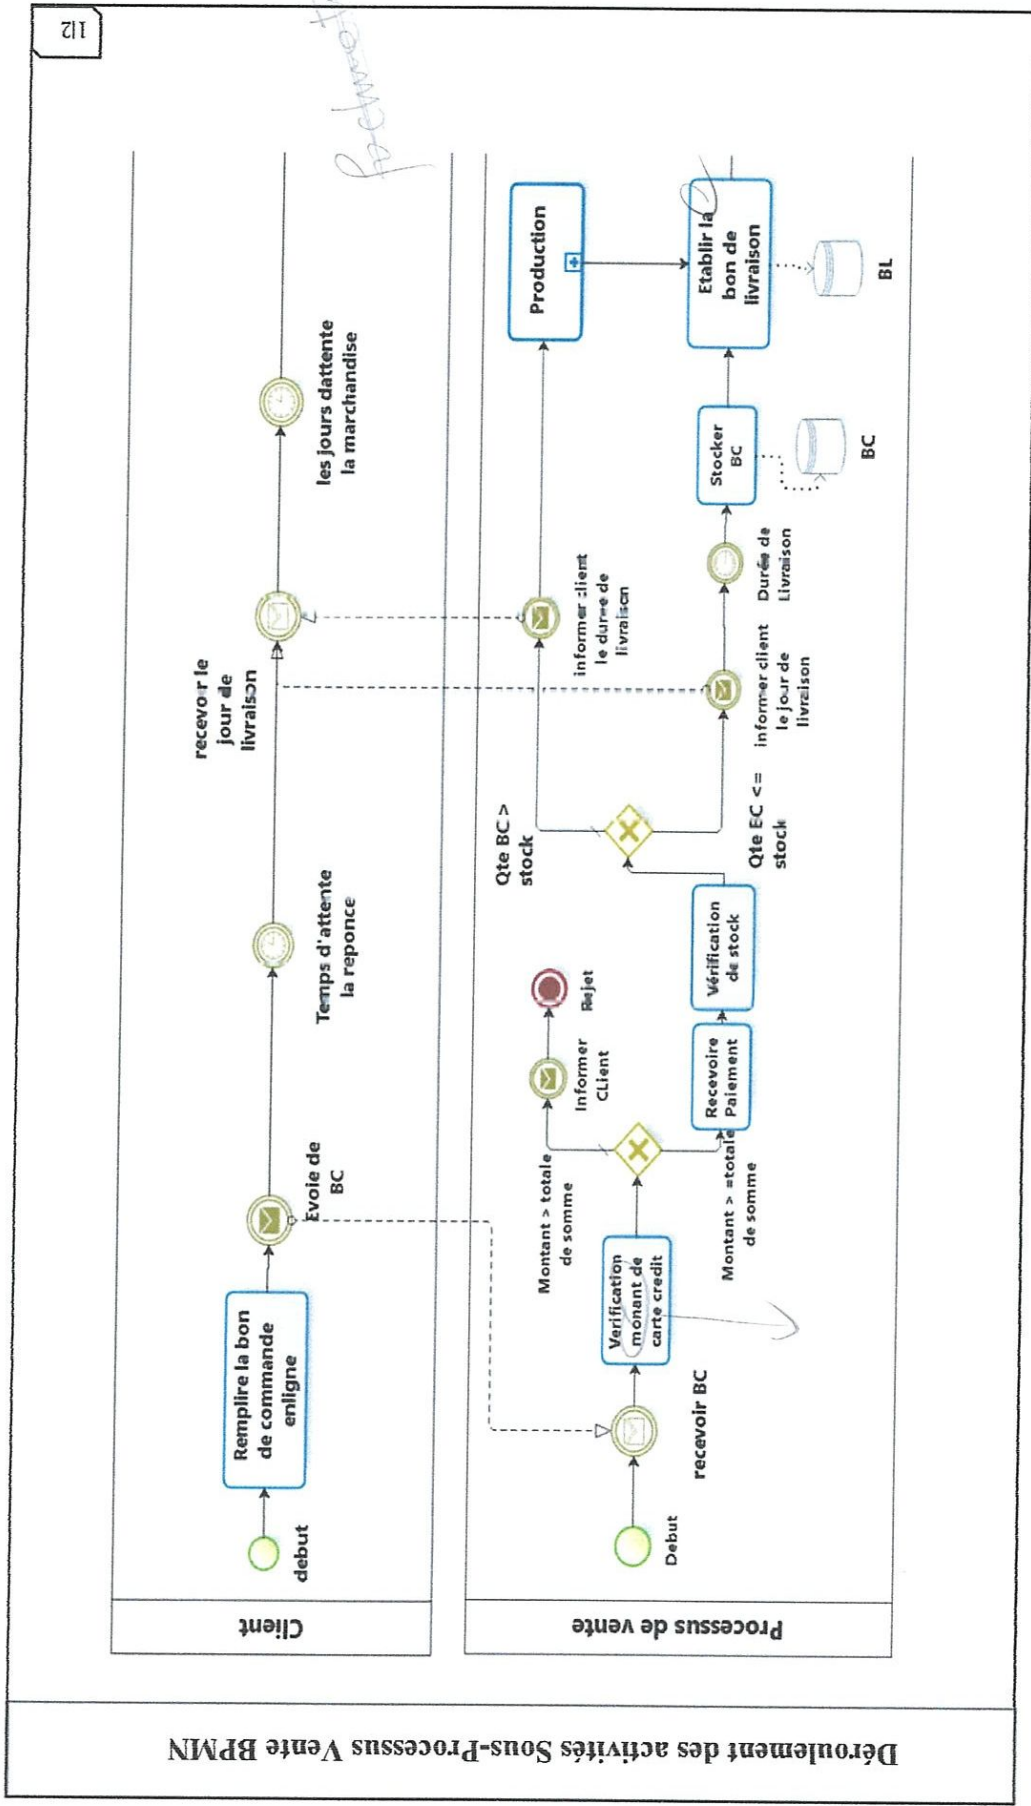 1|2
Déroulement des activités Sous-Processus Vente BPMN
Client
debut
Remplire la bon
de commande
enligne
Evoie de
BC
Temps d'attente
la reponce
recevoir le
jour de
livraison
les jours dattente
la marchandise
Processus de vente
Debut
recevoir BC
Verification
monant de
carte credit
Montant > totale
de somme
Informer
CLient
Rejet
Montant > =totale
de somme
Recevoire
Paiement
Vérification
de stock
Qte BC >
stock
Qte BC <=
stock
informer client
le durée de
livraison
informer client
le jour de
livraison
Durée de
Livraison
Stocker
BC
BC
Production
Etablir la
bon de
livraison
BL